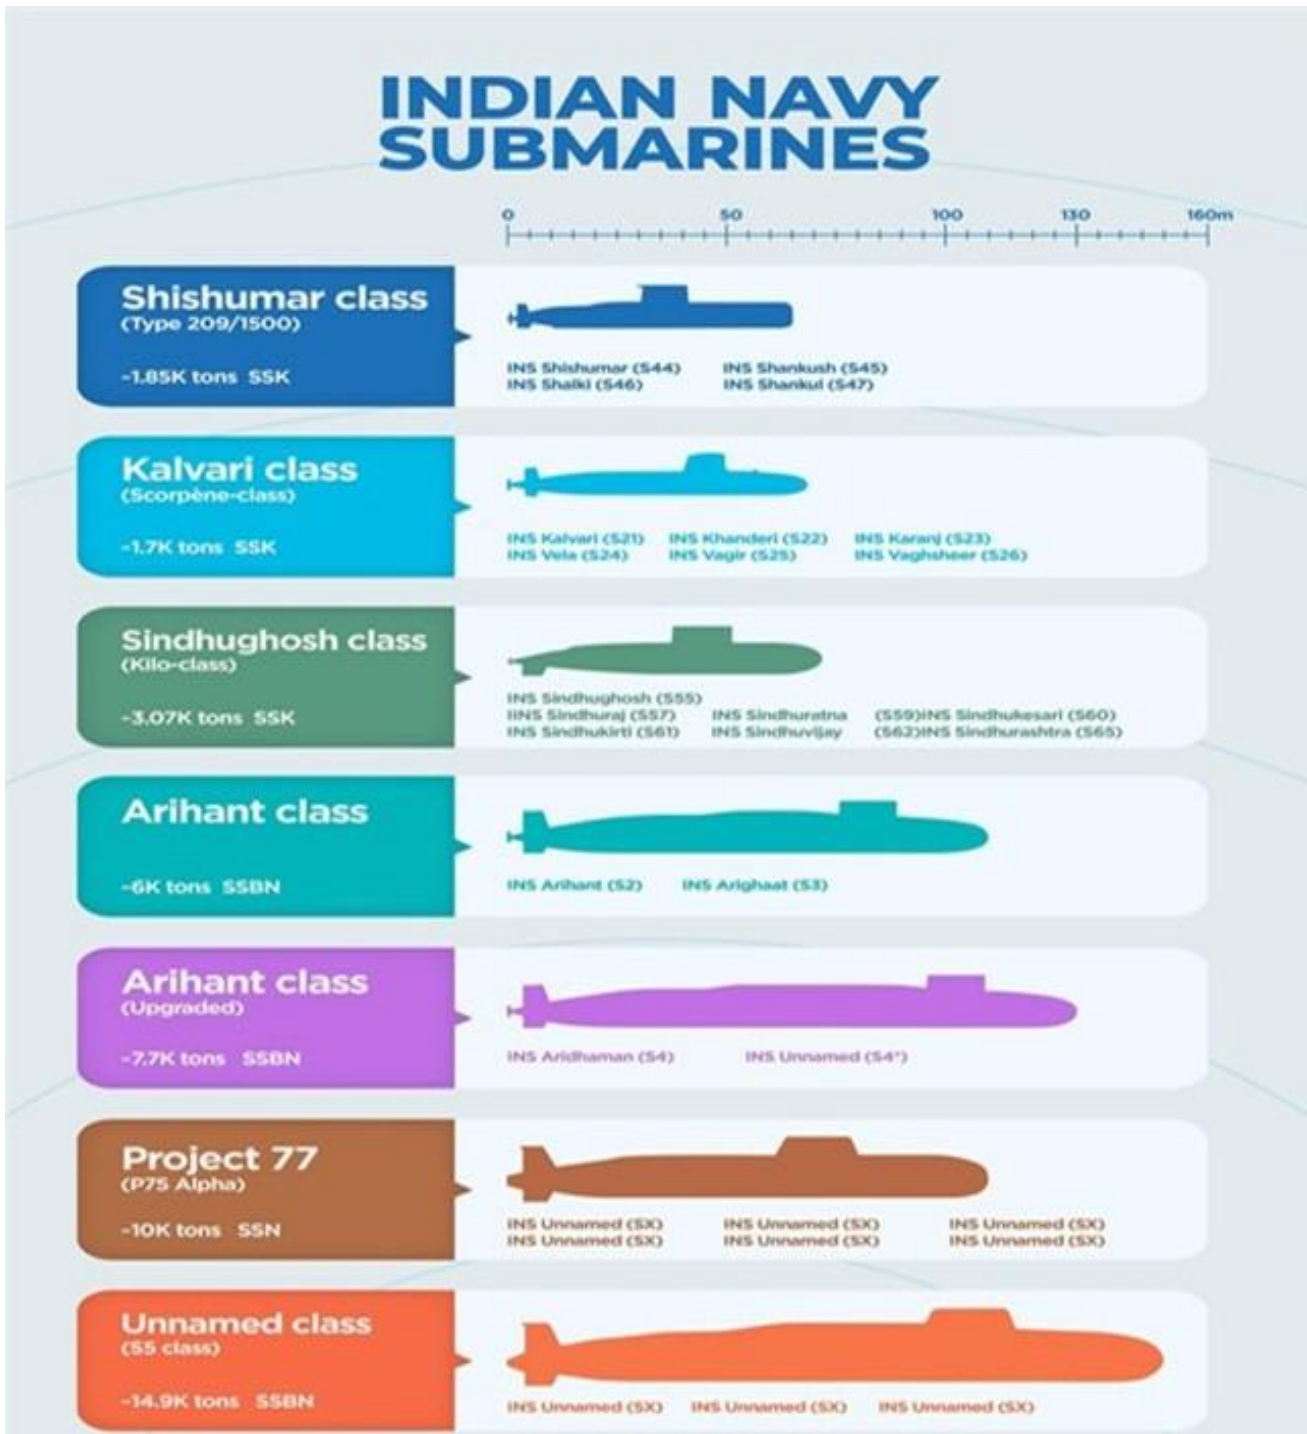 INDIAN NAVY
SUBMARINES
0 50 100 130 160m
Shishumar class
(Type 209/1500)
~1.85K tons SSK
INS Shishumar (S44) INS Shankush (S45)
INS Shalki (S46) INS Shankul (S47)
Kalvari class
(Scorpène-class)
~1.7K tons SSK
INS Kalvari (S21) INS Khanderi (S22) INS Karanj (S23)
INS Vela (S24) INS Vagir (S25) INS Vaghsheer (S26)
Sindhughosh class
(Kilo-class)
~3.07K tons SSK
INS Sindhughosh (S55)
IINS Sindhuraj (S57) INS Sindhuratna (S59)INS Sindhukesari (S60)
INS Sindhukirti (S61) INS Sindhuvijay (S62)INS Sindhurashtra (S65)
Arihant class
~6K tons SSBN
INS Arihant (S2) INS Arighaat (S3)
Arihant class
(Upgraded)
~7.7K tons SSBN
INS Aridhaman (S4) INS Unnamed (S4*)
Project 77
(P75 Alpha)
~10K tons SSN
INS Unnamed (SX) INS Unnamed (SX) INS Unnamed (SX)
INS Unnamed (SX) INS Unnamed (SX) INS Unnamed (SX)
Unnamed class
(S5 class)
~14.9K tons SSBN
INS Unnamed (SX) INS Unnamed (SX) INS Unnamed (SX)